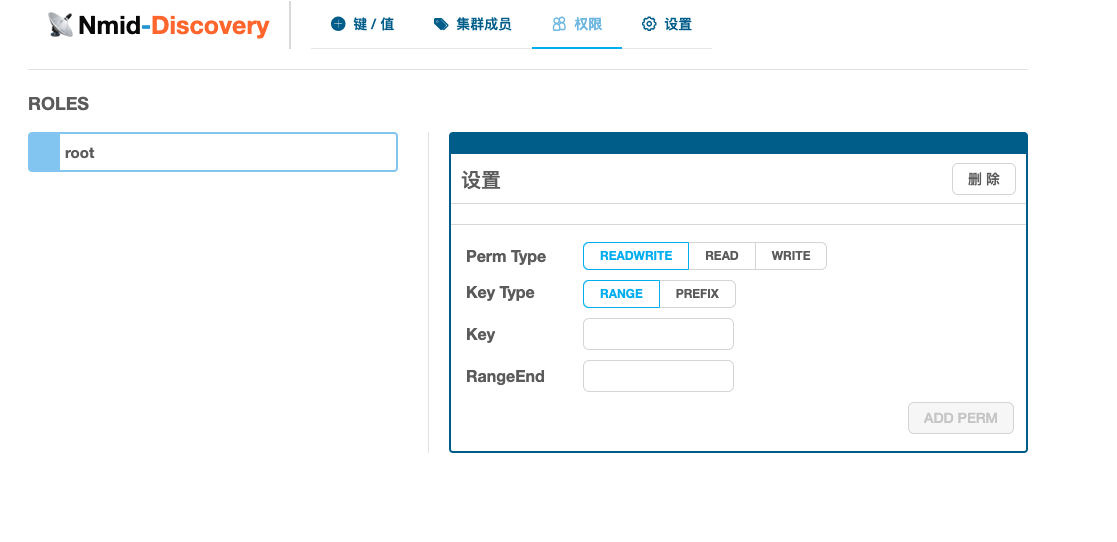 Nmid-Discovery
键 / 值 集群成员 权限 设置
ROLES
root
设置 删 除
Perm Type READWRITE READ WRITE
Key Type RANGE PREFIX
Key
RangeEnd
ADD PERM